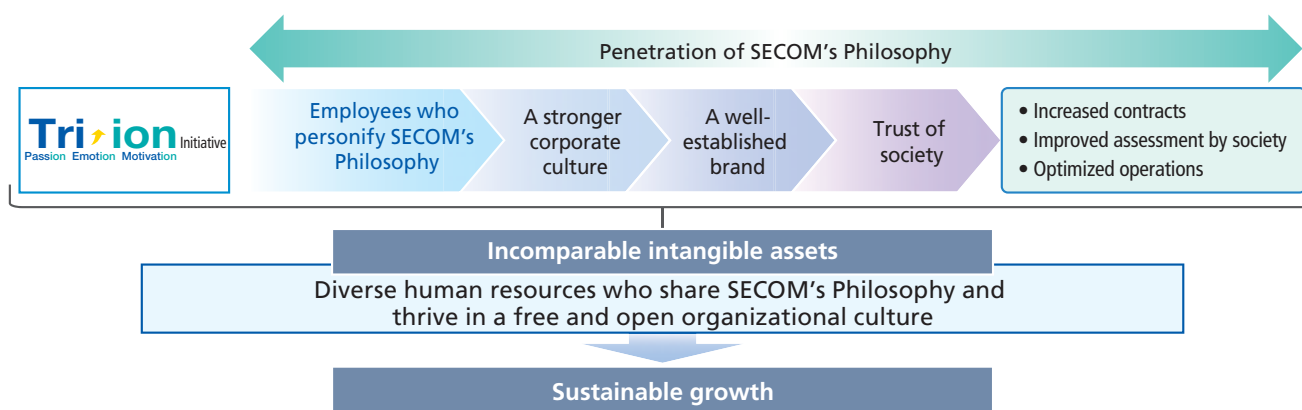 Penetration of SECOM’s Philosophy
Tri-ion Initiative
Passion Emotion Motivation
Employees who
personify SECOM’s
Philosophy
A stronger
corporate
culture
A well-
established
brand
Trust of
society
• Increased contracts
• Improved assessment by society
• Optimized operations
Incomparable intangible assets
Diverse human resources who share SECOM’s Philosophy and
thrive in a free and open organizational culture
Sustainable growth